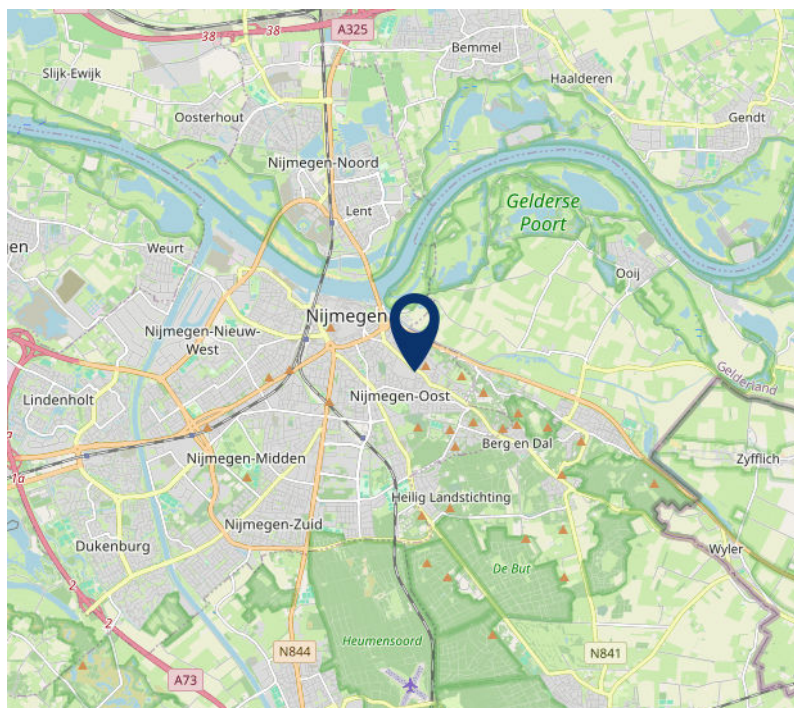 38
38
A325
Bemmel
Slijk-Ewijk
Haalderen
Oosterhout
Gendt
Nijmegen-Noord
Gelderse
Poort
Lent
gen
Weurt
Ooij
Nijmegen
Nijmegen-Nieuw-
West
Gelderland
Lindenholt
Nijmegen-Oost
Berg en Dal
a
Nijmegen-Midden
Zyfflich
1a
Heilig Landstichting
Nijmegen-Zuid
Dukenburg
Wyler
De But
2
2
Heumensoord
N844
N841
A73